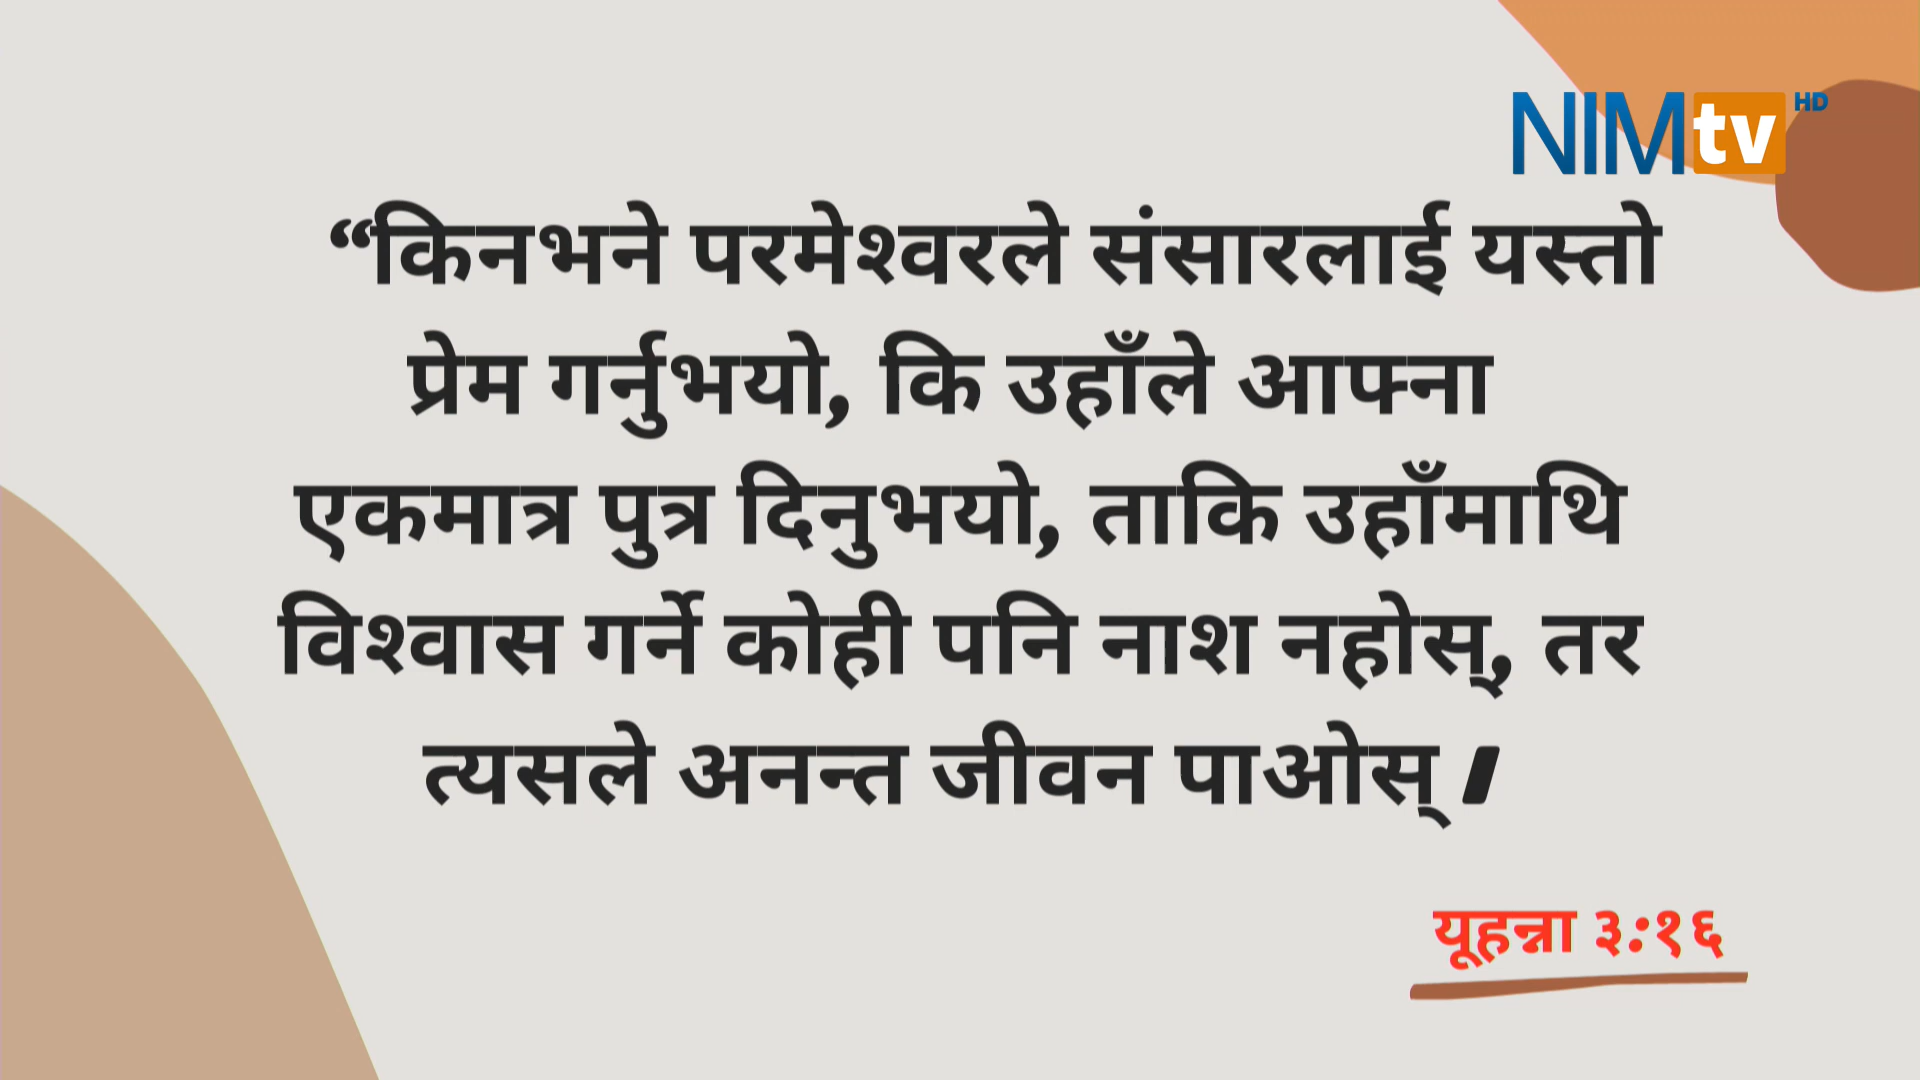 NIMtv HD
“किनभने परमेश्वरले संसारलाई यस्तो
प्रेम गर्नुभयो, कि उहाँले आफ्ना
एकमात्र पुत्र दिनुभयो, ताकि उहाँमाथि
विश्वास गर्ने कोही पनि नाश नहोस्, तर
त्यसले अनन्त जीवन पाओस् ।
यूहन्ना ३:१६